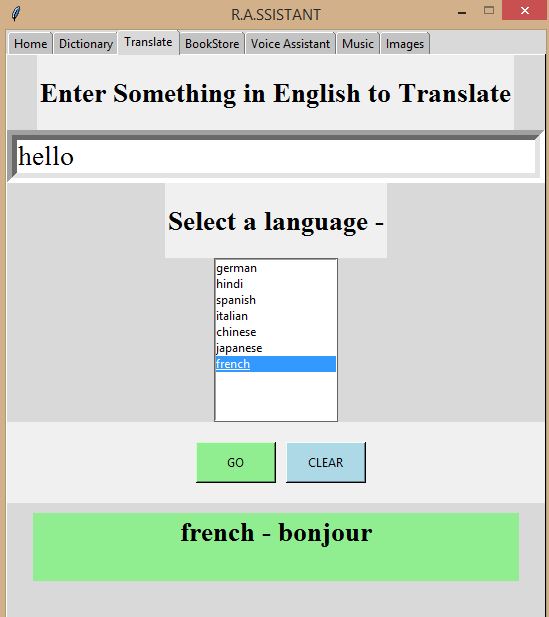 R.A.SSISTANT
Home Dictionary Translate BookStore Voice Assistant Music Images
Enter Something in English to Translate
hello
Select a language -
german
hindi
spanish
italian
chinese
japanese
french
GO CLEAR
french - bonjour